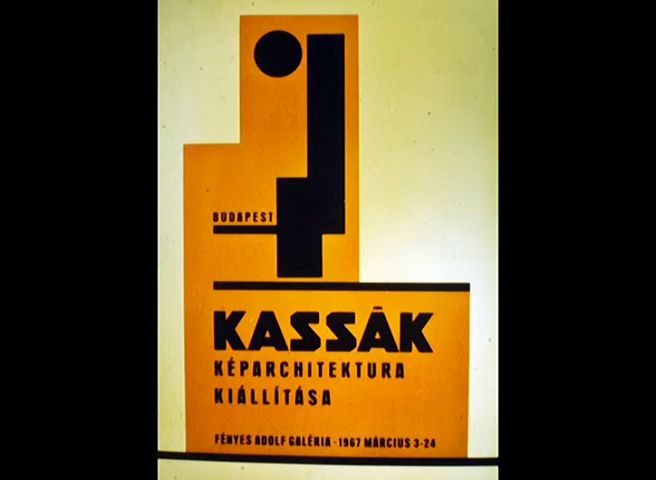 BUDAPEST
KASSÁK
KÉPARCHITEKTURA
KIÁLLÍTÁSA
FÉNYES ADOLF GALÉRIA · 1967 MÁRCIUS 3-24